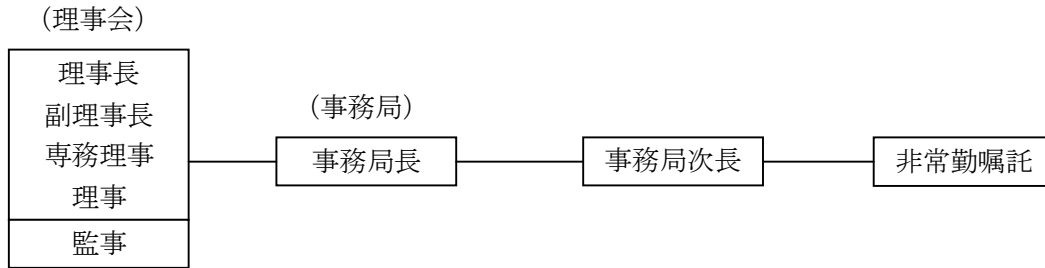 （理事会）
理事長
副理事長
専務理事
理事
監事
（事務局）
事務局長
事務局次長
非常勤嘱託